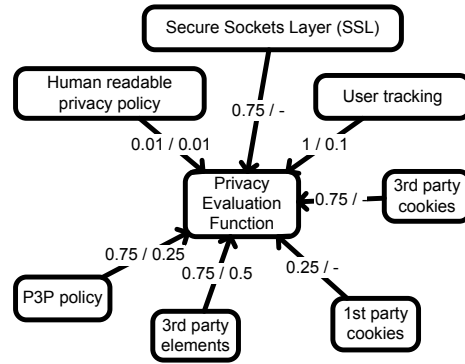 Secure Sockets Layer (SSL)
Human readable
privacy policy
User tracking
0.75 / -
0.01 / 0.01
1 / 0.1
Privacy
Evaluation
Function
0.75 / -
3rd party
cookies
0.75 / 0.25
0.75 / 0.5
0.25 / -
P3P policy
3rd party
elements
1st party
cookies